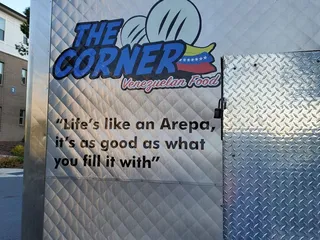 THE
CORNER
Venezuelan Food
"Life's like an Arepa,
it's as good as what
you fill it with"